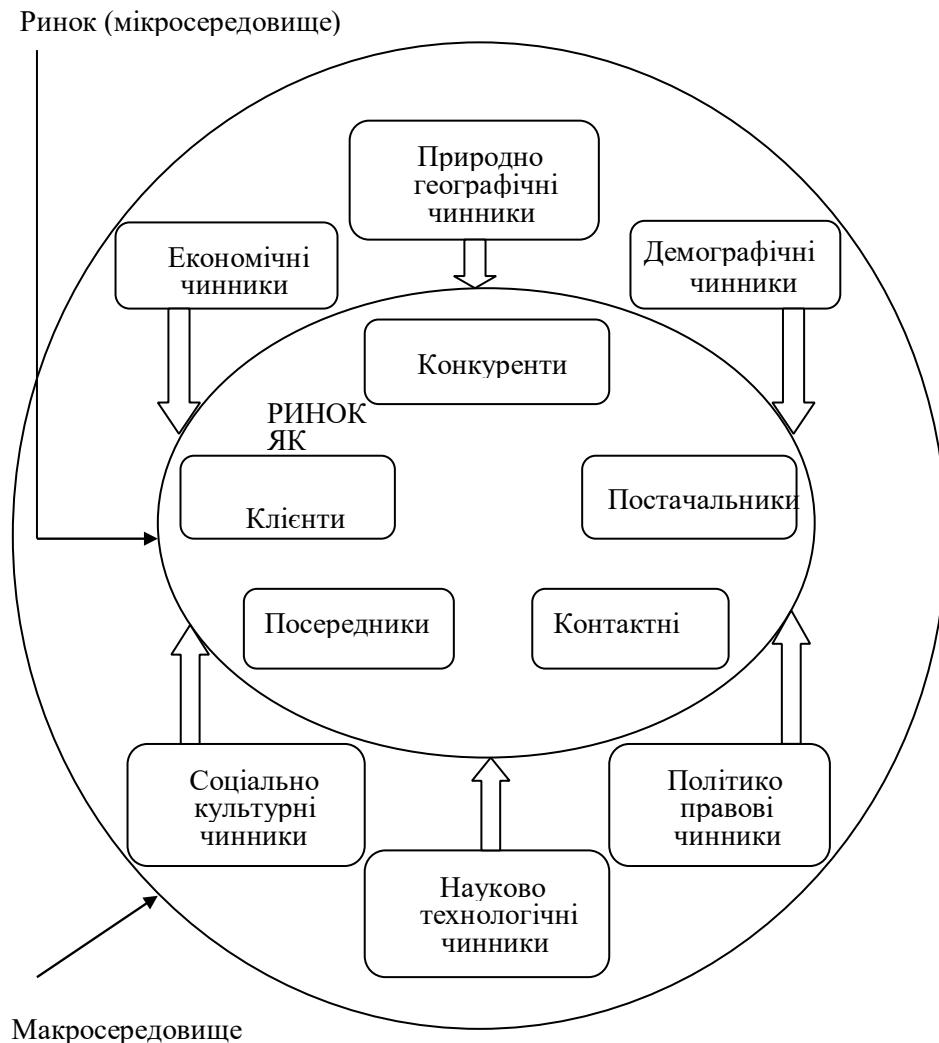 Ринок (мікросередовище)
Природно
географічні
чинники
Економічні
чинники
Демографічні
чинники
Конкуренти
РИНОК
ЯК
Клієнти
Постачальники
Посередники
Контактні
Соціально
культурні
чинники
Політико
правові
чинники
Науково
технологічні
чинники
Макросередовище